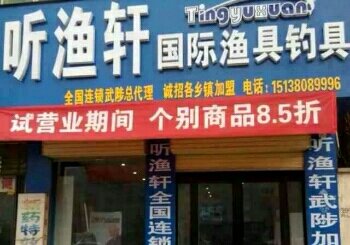 Tingyuxuan
听渔轩国际渔具钓具
全国连锁武陟总代理 诚招各乡镇加盟 电话:15138089996
试营业期间 个别商品8.5折
听渔轩全国连锁
听渔轩武陟加
药特